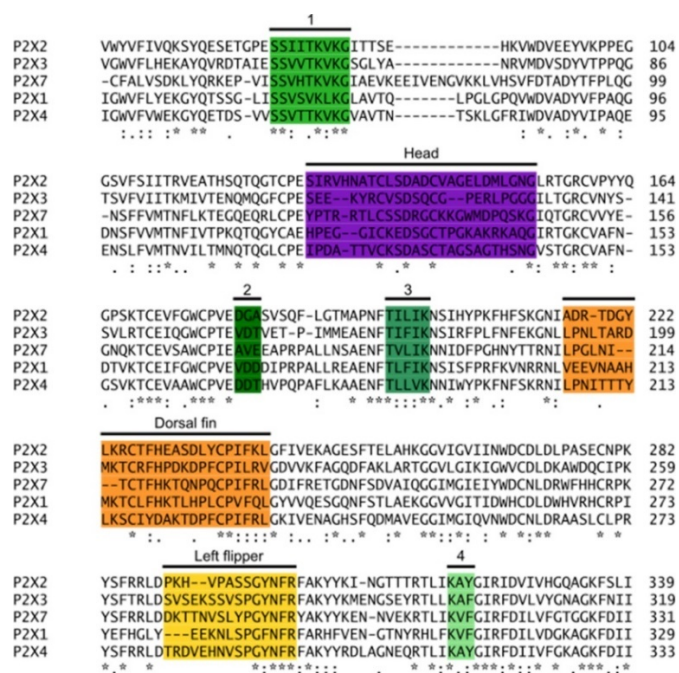 1
P2X2 VWYVFIVQKSYQESETGPESSIITKVKGITTSE------------HKVWDVEEYVKPPEG 104
P2X3 VGWVFLHEKAYQVRDTAIESSVVTKVKGSGLYA------------NRVMDVSDYVTPPQG 86
P2X7 -CFALVSDKLYQRKEP-VISSVHTKVKGIAEVKEEIVENGVKKLVHSVFDTADYTFPLQG 99
P2X1 IGWVFLYEKGYQTSSG-LISSVSVKLKGLAVTQ------LPGLGPQVWDVADYVFPAQG 96
P2X4 IGWVFVWEKGYQETDS-VVSSVTTKVKGVAVTN------TSKLGFRIWDVADYVIPAQE 95
Head
P2X2 GSVFSIITRVEATHSQTQGTCPESIRVHNATCLSDADCVAGELDMLGNGLRTGRCVPYYQ 164
P2X3 TSVFVIITKMIVTENQMQGFCPESEE--KYRCVSDSQCG--PERLPGGGILTGRCVNYS- 141
P2X7 -NSFFVMTNFLKTEGQEQRLCPEYPTR-RTLCSSDRGCKKGWMDPQSKGIQTGRCVVYE- 156
P2X1 DNSFVVMTNFIVTPKQTQGYCAEHPEG--GICKEDSGCTPGKAKRKAQGIRTGKCVAFN- 153
P2X4 ENSLFVMTNVILTMNQTQGLCPEIPDA-TTVCKSDASCTAGSAGTHSNGVSTGRCVAFN- 153
2 3
P2X2 GPSKTCEVFGWCPVEDGASVSQF-LGTMAPNFTILIKNSIHYPKFHFSKGNIADR-TDGY 222
P2X3 SVLRTCEIQGWCPTEVDTVET-P-IMMEAENFTIFIKNSIRFPLFNFEKGNLLPNLTARD 199
P2X7 GNQKTCEVSAWCPIEAVEEAPRPALLNSAENFTVLIKNNIDFPGHNYTTRNILPGLNI-- 214
P2X1 DTVKTCEIFGWCPVEVDDDIPRPALLREAENFTLFIKNSISFPRFKVNRRNLVEEVNAAH 213
P2X4 GSVKTCEVAAWCPVEDDTHVPQPAFLKAAENFTLLVKNNIWYPKFNFSKRNILPNITTTY 213
Dorsal fin
P2X2 LKRCTFHEASDLYCPIFKLGFIVEKAGESFTELAHKGGVIGVIINWDCDLDLPASECNPK 282
P2X3 MKTCRFHPDKDPFCPILRVGDVVKFAGQDFAKLARTGGVLGIKIGWVCDLDKAWDQCIPK 259
P2X7 --TCTFHKTQNPQCPIFRLGDIFRETGDNFSDVAIQGGIMGIEIYWDCNLDRWFHHCRPK 272
P2X1 MKTCLFHKTLHPLCPVFQLGYVVQESGQNFSTLAEKGGVVGITIDWHCDLDWHVRHCRPI 273
P2X4 LKSCIYDAKTDPFCPIFRLGKIVENAGHSFQDMAVEGGIMGIQVNWDCNLDRAASLCLPR 273
Left flipper 4
P2X2 YSFRRLDPKH--VPASSGYNFRFAKYYKI-NGTTTRTLIKAYGIRIDVIVHGQAGKFSLI 339
P2X3 YSFTRLDSVSEKSSVSPGYNFRFAKYYKMENGSEYRTLLKAFGIRFDVLVYGNAGKFNII 319
P2X7 YSFRRLDDKTTNVSLYPGYNFRYAKYYKEN-NVEKRTLIKVFGIRFDILVFGTGGKFDII 331
P2X1 YEFHGLY---EEKNLSPGFNFRFARHFVEN-GTNYRHLFKVFGIRFDILVDGKAGKFDII 329
P2X4 YSFRRLDTRDVEHNVSPGYNFRFAKYYRDLAGNEQRTLIKAYGIRFDIIVFGKAGKFDII 333